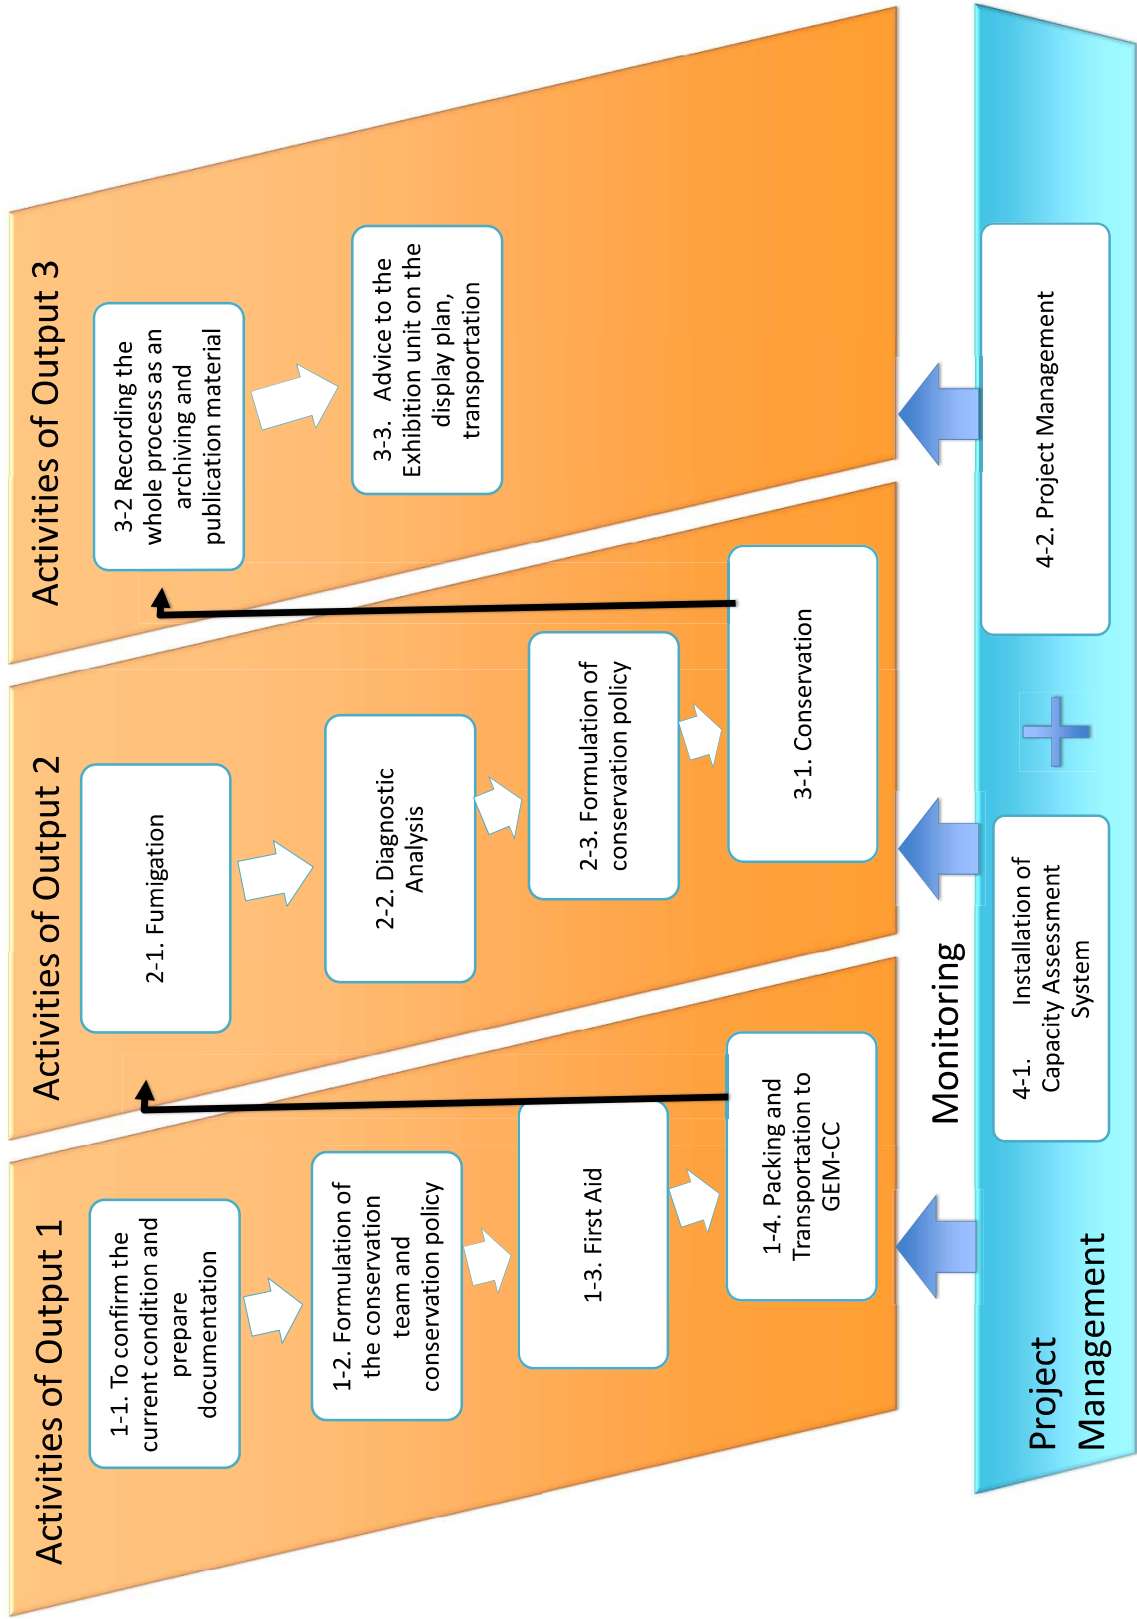 Activities of Output 1
1-1. To confirm the
current condition and
prepare
documentation
1-2. Formulation of
the conservation
team and
conservation policy
1-3. First Aid
1-4. Packing and
Transportation to
GEM-CC
Activities of Output 2
2-1. Fumigation
2-2. Diagnostic
Analysis
2-3. Formulation of
conservation policy
3-1. Conservation
Activities of Output 3
3-2 Recording the
whole process as an
archiving and
publication material
3-3. Advice to the
Exhibition unit on the
display plan,
transportation
Monitoring
Project
Management
4-1. Installation of
Capacity Assessment
System
4-2. Project Management